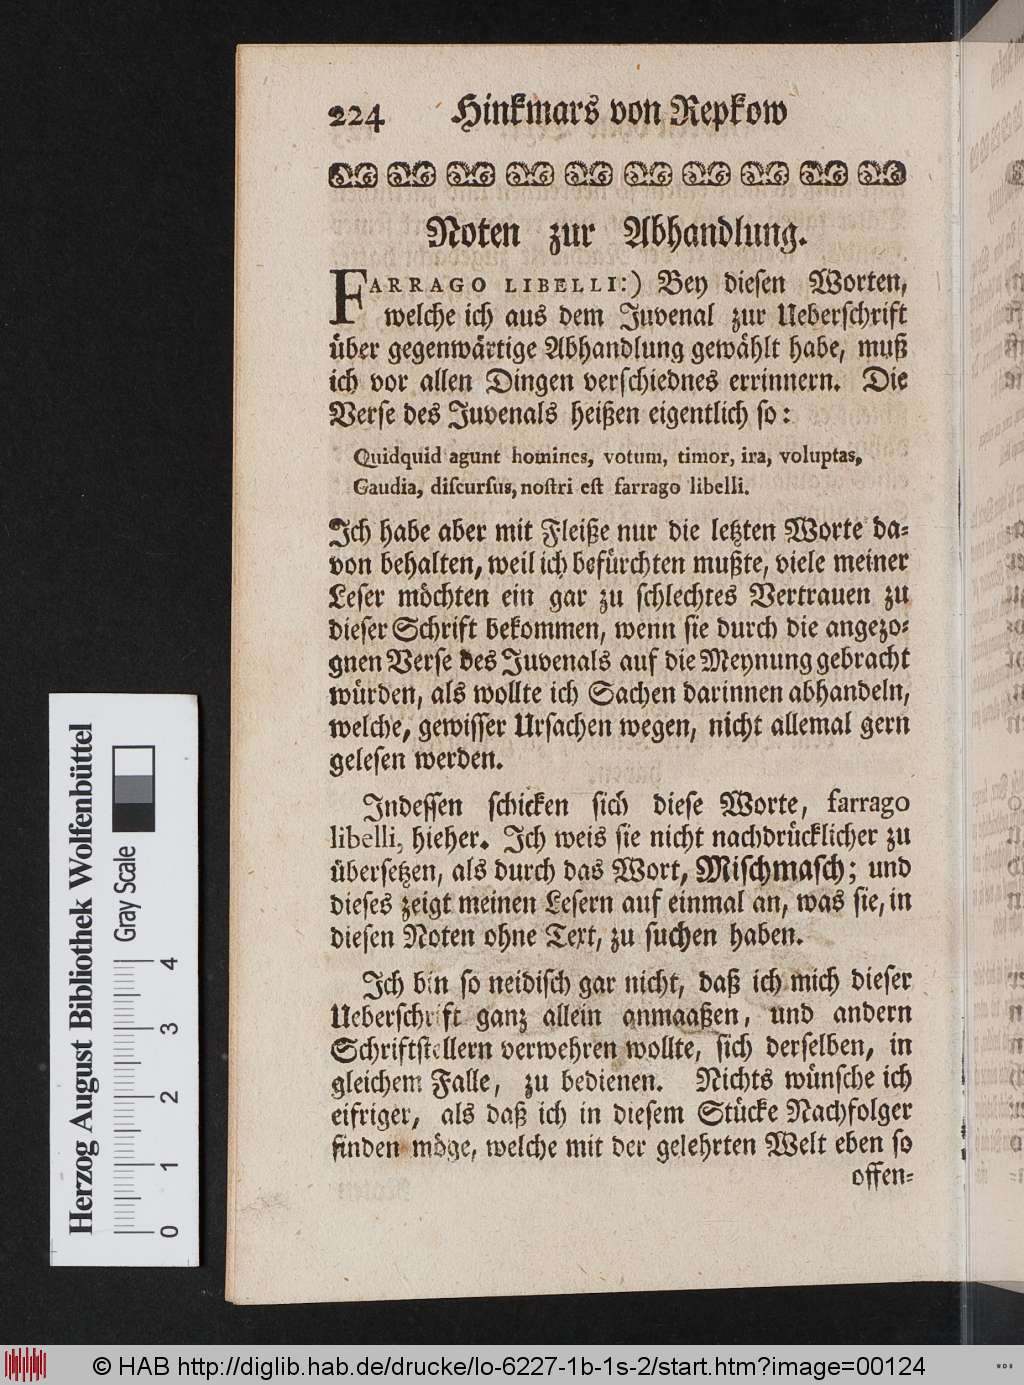 224 Hinkmars von Repkow
Noten zur Abhandlung.
FARRAGO LIBELLI:) Bey diesen Worten,
welche ich aus dem Juvenal zur Ueberschrift
über gegenwärtige Abhandlung gewählt habe, muß
ich vor allen Dingen verschiednes errinnern. Die
Verse des Juvenals heißen eigentlich so:
Quidquid agunt homines, votum, timor, ira, voluptas,
Gaudia, discursus, nostri est farrago libelli.
Ich habe aber mit Fleiße nur die letzten Worte da-
von behalten, weil ich befürchten mußte, viele meiner
Leser möchten ein gar zu schlechtes Vertrauen zu
dieser Schrift bekommen, wenn sie durch die angezo-
gnen Verse des Juvenals auf die Meynung gebracht
würden, als wollte ich Sachen darinnen abhandeln,
welche, gewisser Ursachen wegen, nicht allemal gern
gelesen werden.
Indessen schicken sich diese Worte, farrago
libelli, hieher. Ich weis sie nicht nachdrücklicher zu
übersetzen, als durch das Wort, Mischmasch; und
dieses zeigt meinen Lesern auf einmal an, was sie, in
diesen Noten ohne Text, zu suchen haben.
Ich bin so neidisch gar nicht, daß ich mich dieser
Ueberschrift ganz allein anmaaßen, und andern
Schriftstellern verwehren wollte, sich derselben, in
gleichem Falle, zu bedienen. Nichts wünsche ich
eifriger, als daß ich in diesem Stücke Nachfolger
finden möge, welche mit der gelehrten Welt eben so
offen-
Herzog August Bibliothek Wolfenbüttel
Gray Scale
0 1 2 3 4
© HAB http://diglib.hab.de/drucke/lo-6227-1b-1s-2/start.htm?image=00124